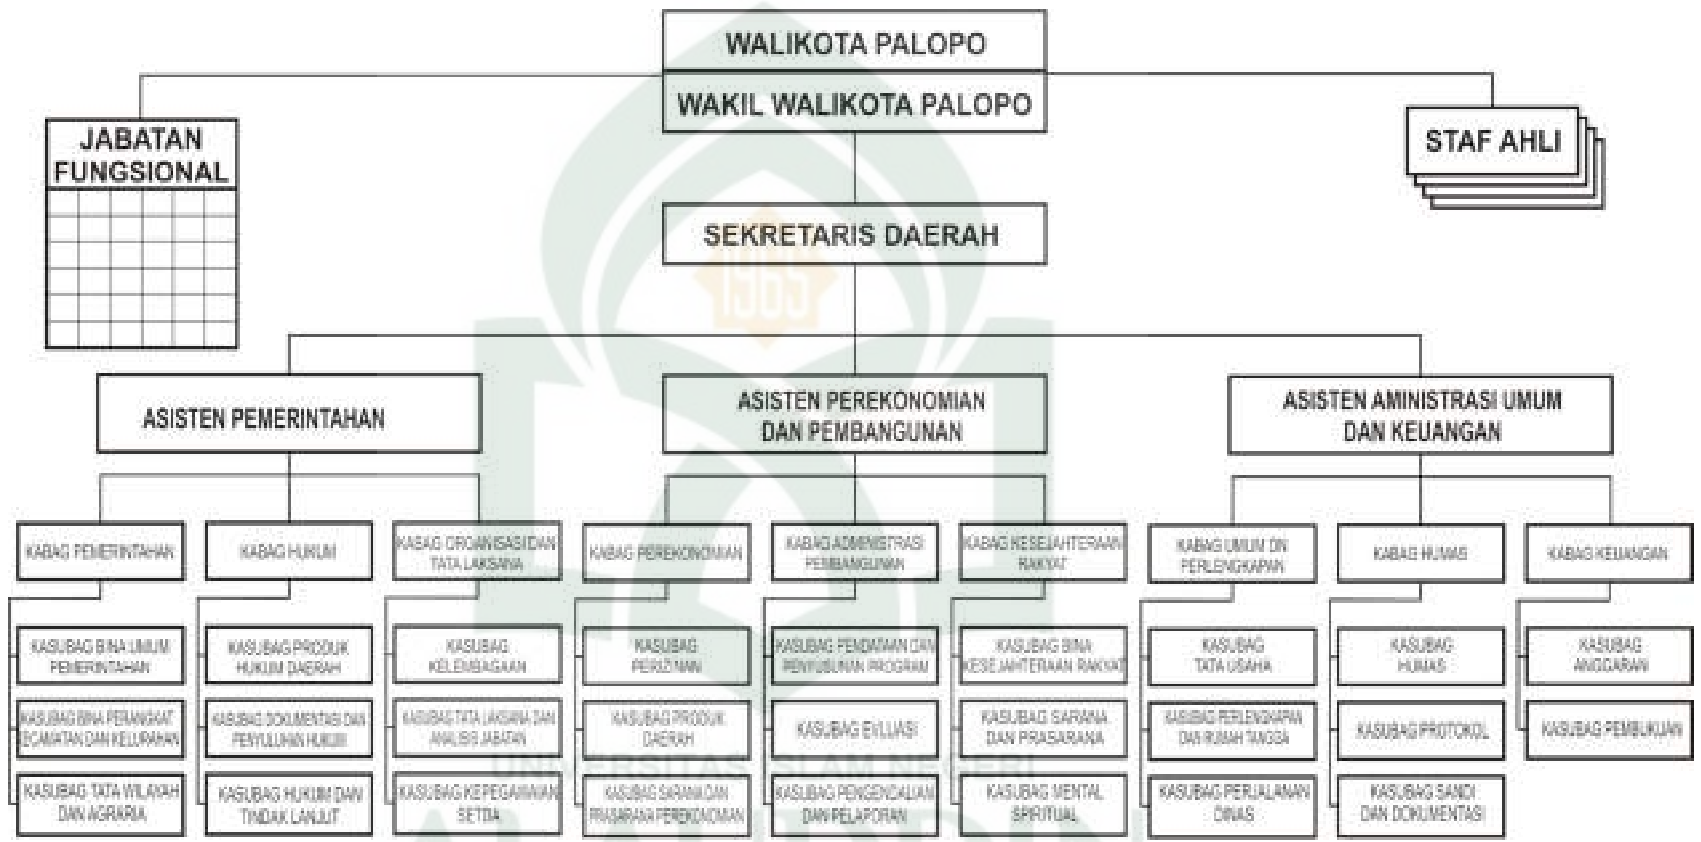 WALIKOTA PALOPO
WAKIL WALIKOTA PALOPO
JABATAN
FUNGSIONAL
STAF AHLI
SEKRETARIS DAERAH
1965
ASISTEN PEMERINTAHAN
ASISTEN PEREKONOMIAN
DAN PEMBANGUNAN
ASISTEN AMINISTRASI UMUM
DAN KEUANGAN
KABAG PEMERINTAHAN
KABAG HUKUM
KABAG ORGANISASI DAN
TATA LAKSANA
KABAG PEREKONOMIAN
KABAG ADMINISTRASI
PEMBANGUNAN
KABAG KESEJAHTERAAN
RAKYAT
KABAG UMUM DN
PERLENGKAPAN
KABAG HUMAS
KABAG KEUANGAN
KASUBAG BINA UMUM
PEMERINTAHAN
KASUBAG PRODUK
HUKUM DAERAH
KASUBAG
KELEMBAGAAN
KASUBAG
PERIZINAN
KASUBAG PENDATAAN DAN
PENYUSUNAN PROGRAM
KASUBAG BINA
KESEJAHTERAAN RAKYAT
KASUBAG
TATA USAHA
KASUBAG
HUMAS
KASUBAG
ANGGARAN
KASUBAG BINA PERANGKAT
KECAMATAN DAN KELURAHAN
KASUBAG DOKUMENTASI DAN
PENYULUHN HUKUM
KASUBAG TATA LAKSANA DAN
ANALISIS JABATAN
KASUBAG PRODUK
DAERAH
KASUBAG EVLUASI
KASUBAG SARANA
DAN PRASARANA
KASUBAG PERLENGKAPAN
DAN RUMAH TANGGA
KASUBAG PROTOKOL
KASUBAG PEMBUKUAN
UNIVERSITAS ISLAM NEGERI
KASUBAG TATA WILAYAH
DAN AGRARIA
KASUBAG HUKUM DAN
TINDAK LANJUT
KASUBAG KEPEGAWAIAN
SETDA
KASUBAG SARANA DAN
PRASARANA PEREKONOMIAN
KASUBAG PENGENDALIAN
DAN PELAPORAN
KASUBAG MENTAL
SPIRITUAL
KASUBAG PERJALANAN
DINAS
KASUBAG SANDI
DAN DOKUMENTASI